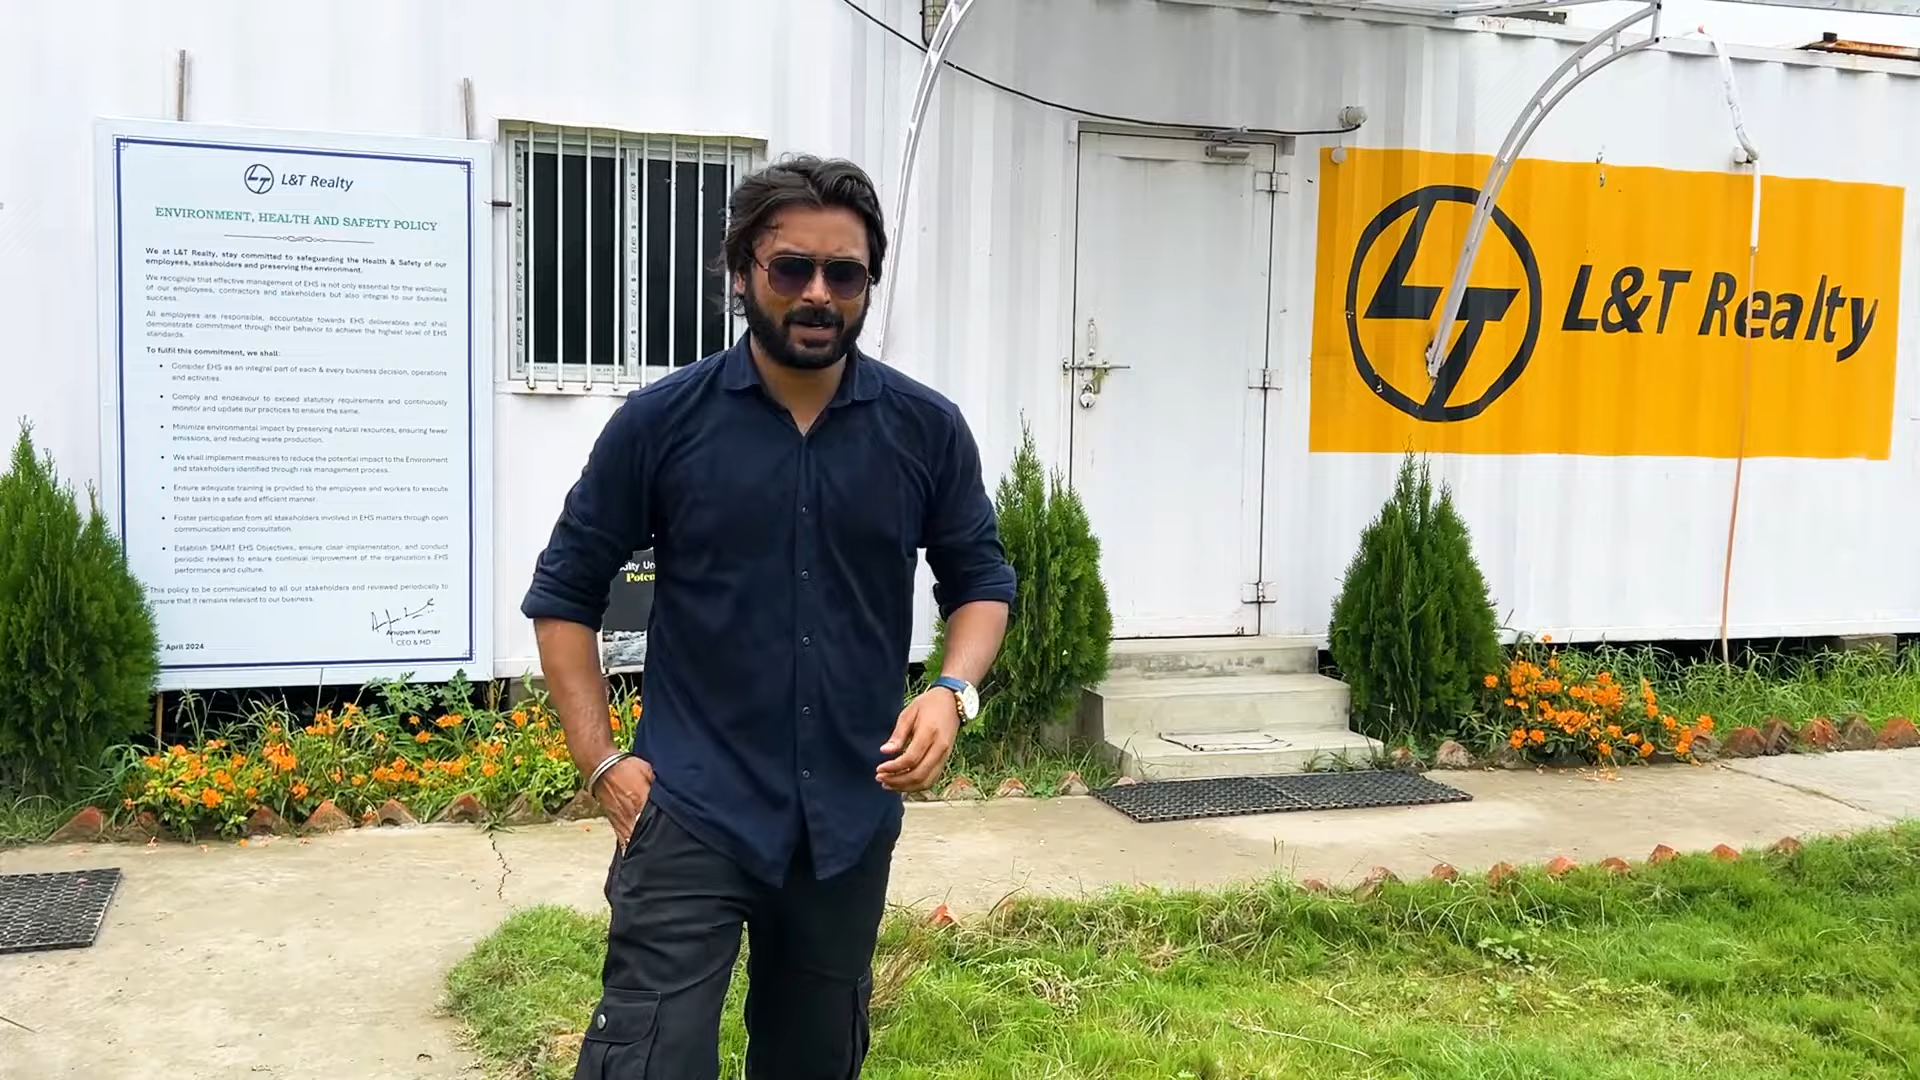 L&T Realty
ENVIRONMENT, HEALTH AND SAFETY POLICY
We at L&T Realty, stay committed to safeguarding the Health & Safety of our
employees, stakeholders and preserving the environment.
We recognize that effective management of EHS is not only essential for the wellbeing
of our employees, contractors and stakeholders but also integral to our business
success.
All employees are responsible, accountable towards EHS deliverables and shall
demonstrate commitment through their behavior to achieve the highest level of EHS
standards.
To fulfil this commitment, we shall:
• Consider EHS as an integral part of each & every business decision, operations
and activities.
• Comply and endeavour to exceed statutory requirements and continuously
monitor and update our practices to ensure the same.
• Minimize environmental impact by preserving natural resources, ensuring fewer
emissions, and reducing waste production.
• We shall implement measures to reduce the potential impact to the Environment
and stakeholders identified through risk management process.
• Ensure adequate training is provided to the employees and workers to execute
their tasks in a safe and efficient manner.
• Foster participation from all stakeholders involved in EHS matters through open
communication and consultation.
• Establish SMART EHS Objectives, ensure clear implementation, and conduct
periodic reviews to ensure continual improvement of the organization's EHS
performance and culture.
This policy to be communicated to all our stakeholders and reviewed periodically to
ensure that it remains relevant to our business.
Anupam Kumar
CEO & MD
April 2024
L&T Realty